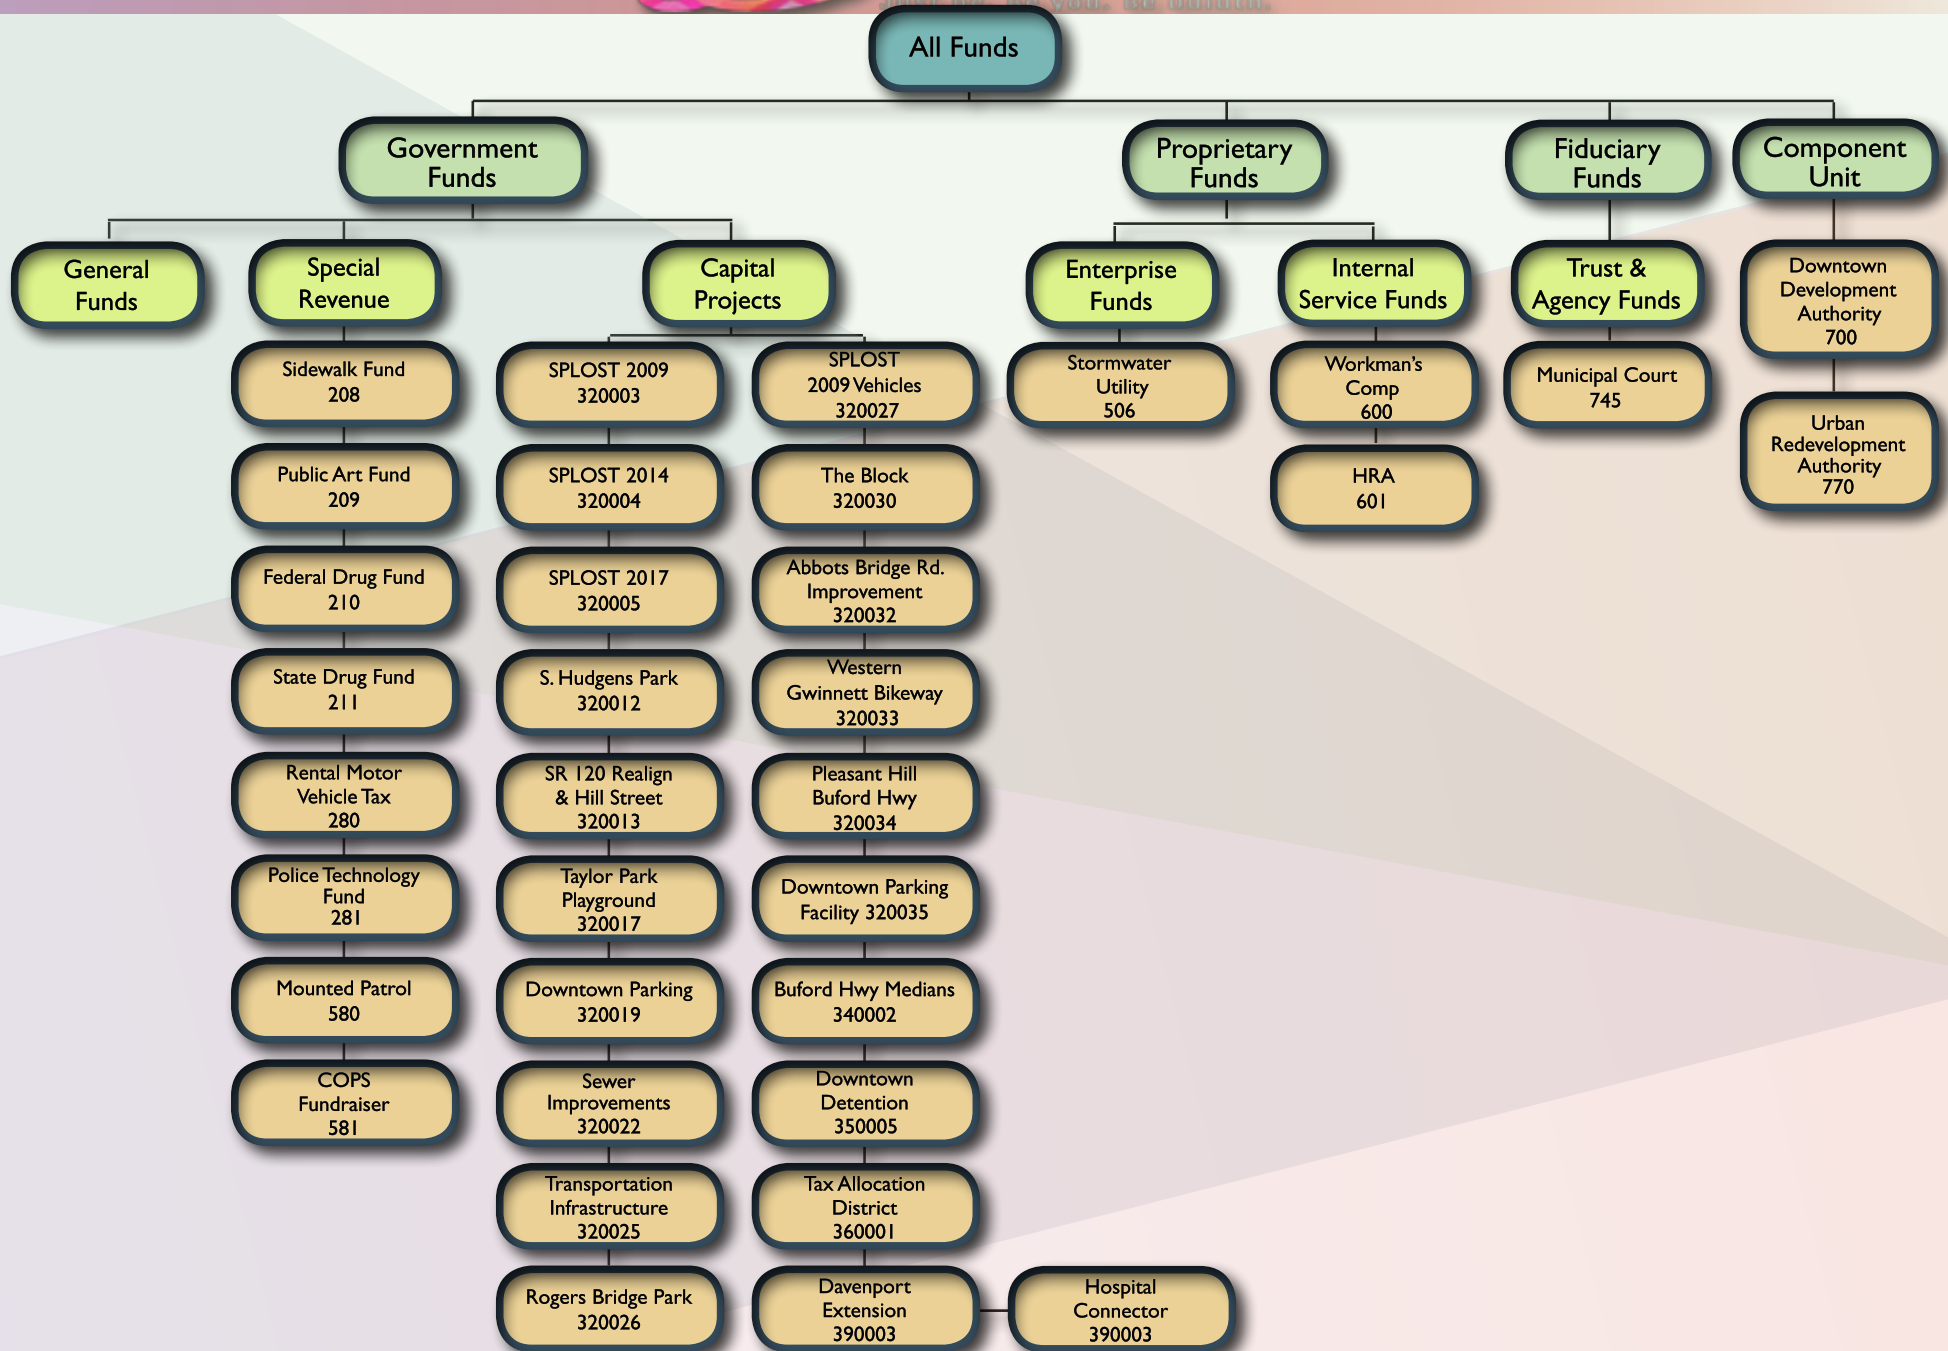 Just be. Be you. Be Duluth.
All Funds
Government
Funds
Proprietary
Funds
Fiduciary
Funds
Component
Unit
General
Funds
Special
Revenue
Capital
Projects
Enterprise
Funds
Internal
Service Funds
Trust &
Agency Funds
Downtown
Development
Authority
700
Urban
Redevelopment
Authority
770
Sidewalk Fund
208
Public Art Fund
209
Federal Drug Fund
210
State Drug Fund
211
Rental Motor
Vehicle Tax
280
Police Technology
Fund
281
Mounted Patrol
580
COPS
Fundraiser
581
SPLOST 2009
320003
SPLOST 2014
320004
SPLOST 2017
320005
S. Hudgens Park
320012
SR 120 Realign
& Hill Street
320013
Taylor Park
Playground
320017
Downtown Parking
320019
Sewer
Improvements
320022
Transportation
Infrastructure
320025
Rogers Bridge Park
320026
SPLOST
2009 Vehicles
320027
The Block
320030
Abbots Bridge Rd.
Improvement
320032
Western
Gwinnett Bikeway
320033
Pleasant Hill
Buford Hwy
320034
Downtown Parking
Facility 320035
Buford Hwy Medians
340002
Downtown
Detention
350005
Tax Allocation
District
360001
Davenport
Extension
390003
Hospital
Connector
390003
Stormwater
Utility
506
Workman's
Comp
600
HRA
601
Municipal Court
745